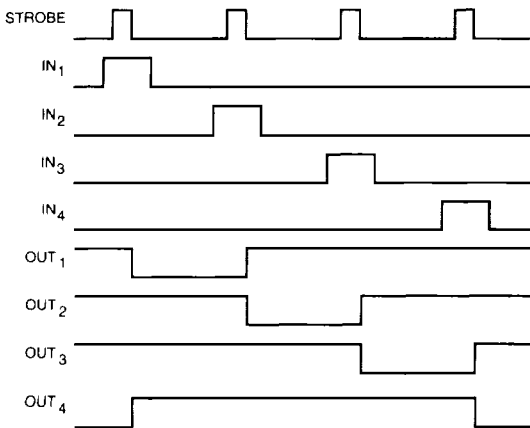 STROBE
IN1
IN2
IN3
IN4
OUT1
OUT2
OUT3
OUT4